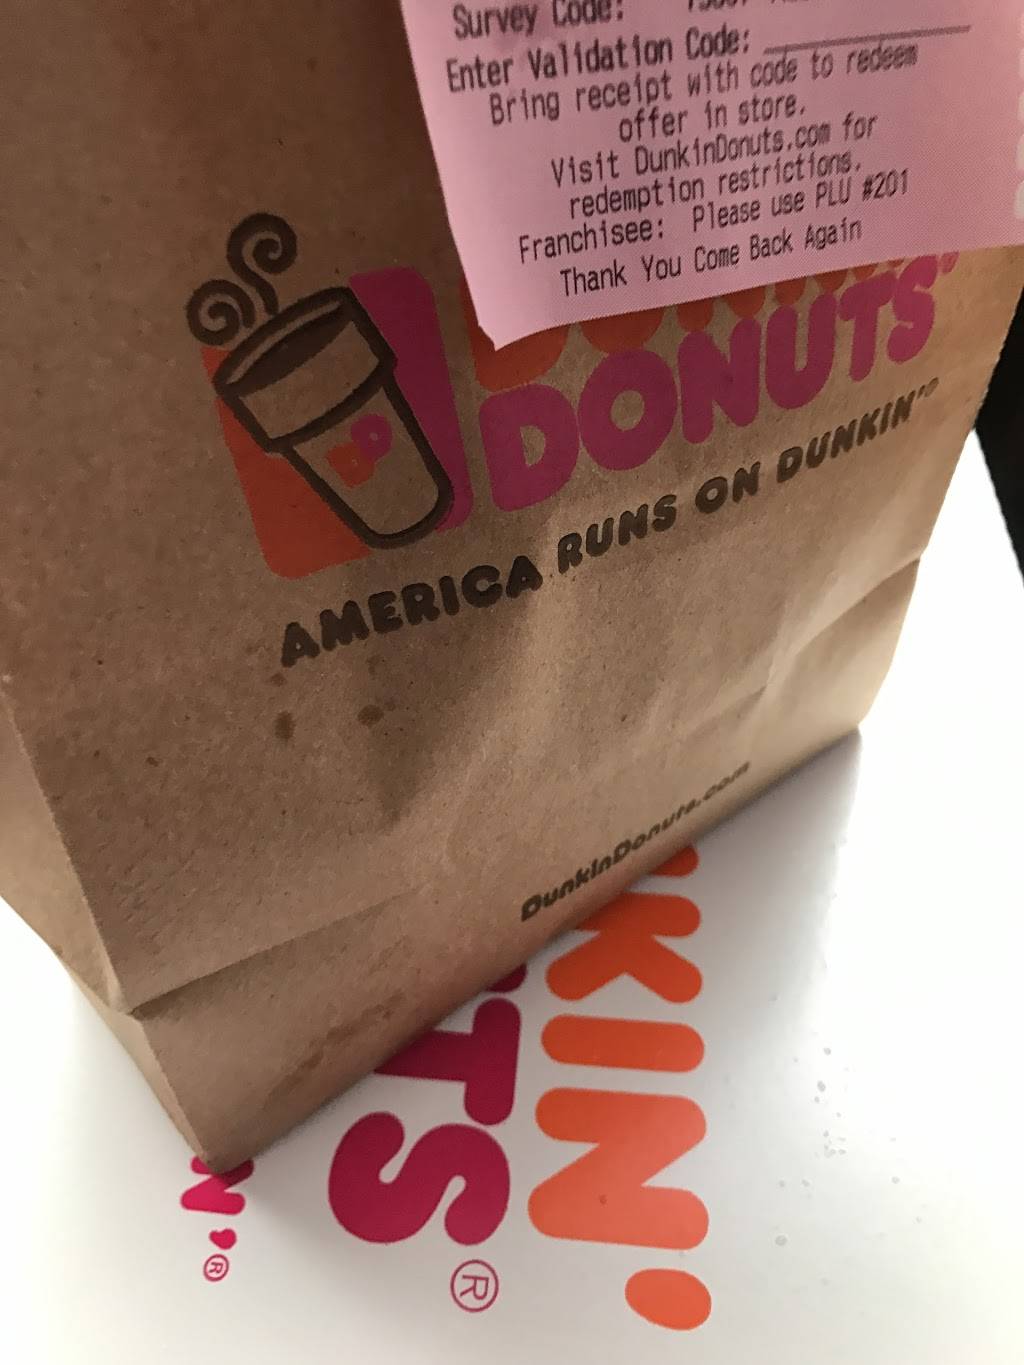 Survey Code:
Enter Validation Code:
Bring receipt with code to redeem
offer in store.
Visit DunkinDonuts.com for
redemption restrictions.
Franchisee: Please use PLU #201
Thank You Come Back Again
DD
DONUTS®
AMERICA RUNS ON DUNKIN'®
DunkinDonuts.com
KIN'
TS®
N'®